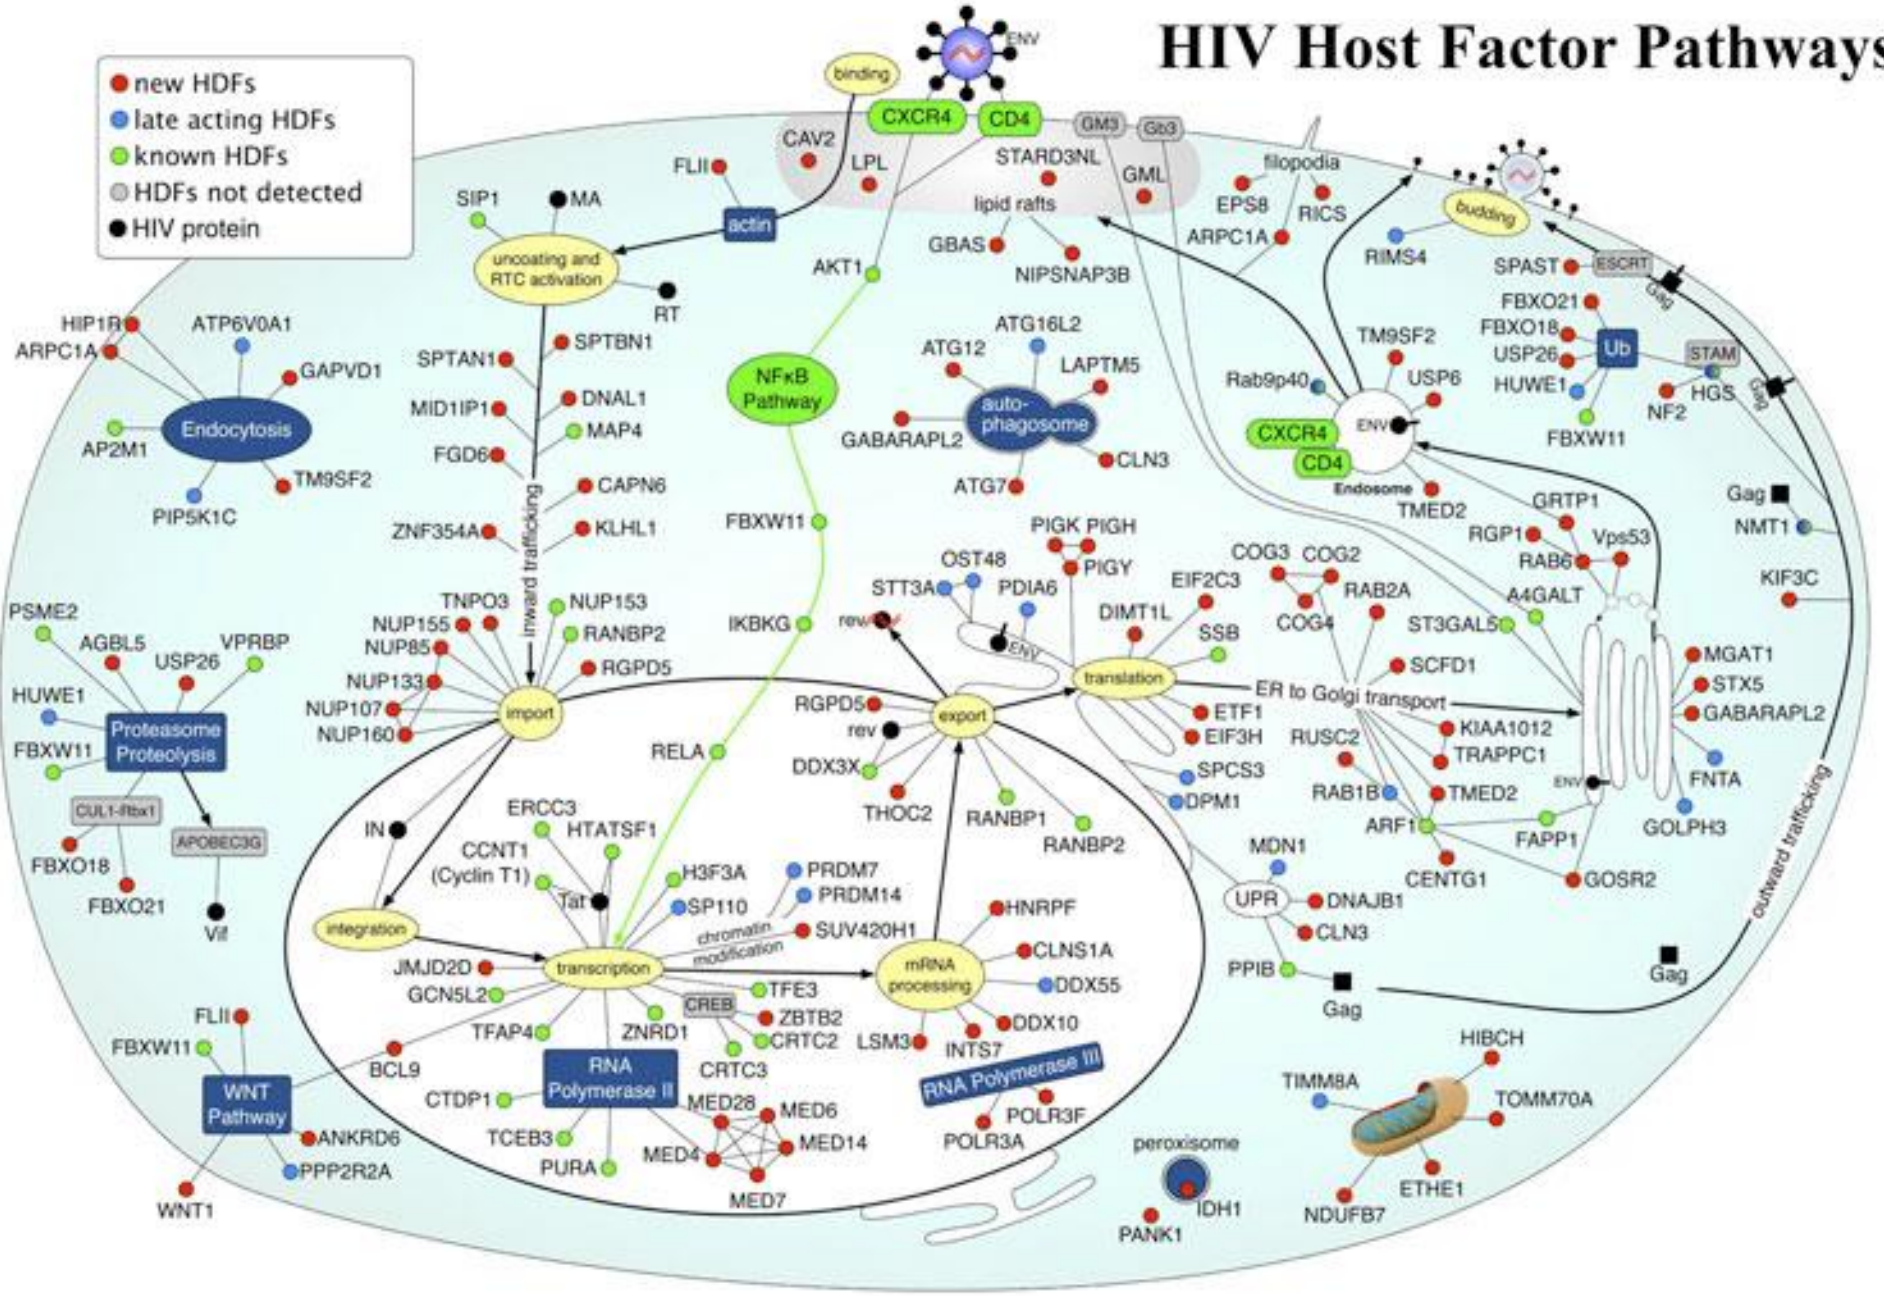 HIV Host Factor Pathways
new HDFs
late acting HDFs
known HDFs
HDFs not detected
HIV protein
binding
ENV
CXCR4
CD4
GM3
Gb3
CAV2
LPL
STARD3NL
GML
lipid rafts
GBAS
NIPSNAP3B
filopodia
EPS8
RICS
ARPC1A
budding
RIMS4
SPAST
ESCRT
Gag
FLII
actin
SIP1
MA
uncoating and
RTC activation
RT
AKT1
HIP1R
ARPC1A
ATP6V0A1
GAPVD1
Endocytosis
AP2M1
PIP5K1C
TM9SF2
SPTAN1
SPTBN1
MID1IP1
DNAL1
MAP4
FGD6
CAPN6
ZNF354A
KLHL1
inward trafficking
NFκB
Pathway
FBXW11
IKBKG
RELA
ATG16L2
ATG12
LAPTM5
auto-
phagosome
GABARAPL2
CLN3
ATG7
TM9SF2
Rab9p40
USP6
ENV
CXCR4
CD4
Endosome
TMED2
FBXO21
FBXO18
USP26
HUWE1
Ub
FBXW11
STAM
HGS
NF2
Gag
Gag
NMT1
KIF3C
GRTP1
RGP1
Vps53
RAB6
A4GALT
ST3GAL5
PIGK PIGH
PIGY
OST48
STT3A
PDIA6
ENV
rev
DIMT1L
EIF2C3
SSB
COG3 COG2
COG4
RAB2A
SCFD1
translation
ER to Golgi transport
ETF1
EIF3H
SPCS3
DPM1
RUSC2
RAB1B
KIAA1012
TRAPPC1
TMED2
ARF1
CENTG1
FAPP1
GOSR2
ENV
MGAT1
STX5
GABARAPL2
FNTA
GOLPH3
outward trafficking
PSME2
AGBL5
USP26
VPRBP
HUWE1
FBXW11
Proteasome
Proteolysis
CUL1-Rbx1
APOBEC3G
FBXO18
FBXO21
Vif
TNPO3
NUP155
NUP85
NUP133
NUP107
NUP160
NUP153
RANBP2
RGPD5
import
RGPD5
rev
DDX3X
THOC2
export
RANBP1
RANBP2
IN
integration
ERCC3
HTATSF1
CCNT1
(Cyclin T1)
Tat
H3F3A
SP110
PRDM7
PRDM14
SUV420H1
chromatin
modification
JMJD2D
transcription
GCN5L2
TFAP4
ZNRD1
CREB
TFE3
ZBTB2
CRTC2
CRTC3
mRNA
processing
HNRPF
CLNS1A
DDX55
DDX10
LSM3
INTS7
BCL9
RNA
Polymerase II
CTDP1
TCEB3
PURA
MED28
MED6
MED14
MED4
MED7
RNA Polymerase III
POLR3F
POLR3A
MDN1
UPR
DNAJB1
CLN3
PPIB
Gag
Gag
FLII
FBXW11
WNT
Pathway
ANKRD6
PPP2R2A
WNT1
peroxisome
IDH1
PANK1
HIBCH
TIMM8A
TOMM70A
ETHE1
NDUFB7